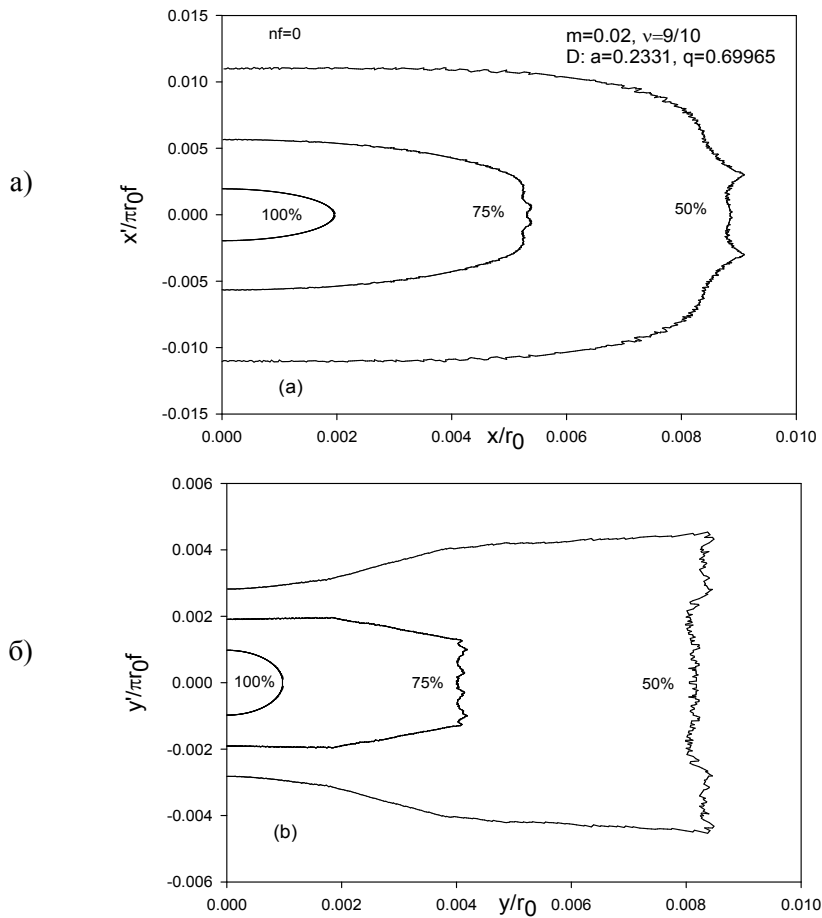 0.015
nf=0
m=0.02, ν=9/10
D: a=0.2331, q=0.69965
0.010
0.005
a)
x'/πr0f
0.000
100%
75%
50%
-0.005
-0.010
(a)
-0.015
0.000
0.002
0.004
0.006
0.008
0.010
x/r0
0.006
0.004
0.002
б)
y'/πr0f
0.000
100%
75%
50%
-0.002
-0.004
(b)
-0.006
0.000
0.002
0.004
0.006
0.008
0.010
y/r0